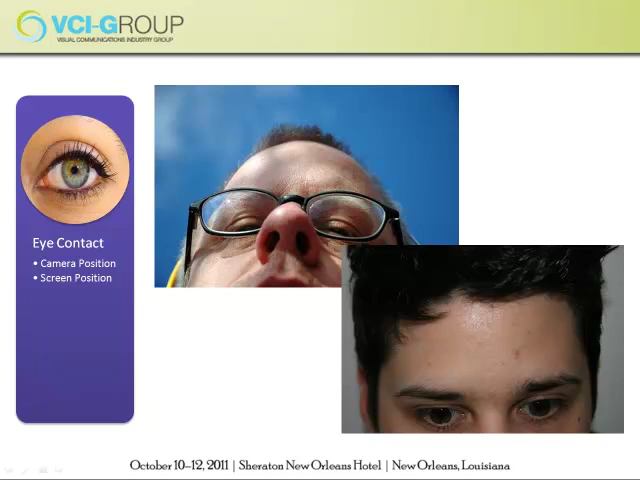 VCI-GROUP
VISUAL COMMUNICATIONS INDUSTRY GROUP
Eye Contact
• Camera Position
• Screen Position
October 10–12, 2011 | Sheraton New Orleans Hotel | New Orleans, Louisiana